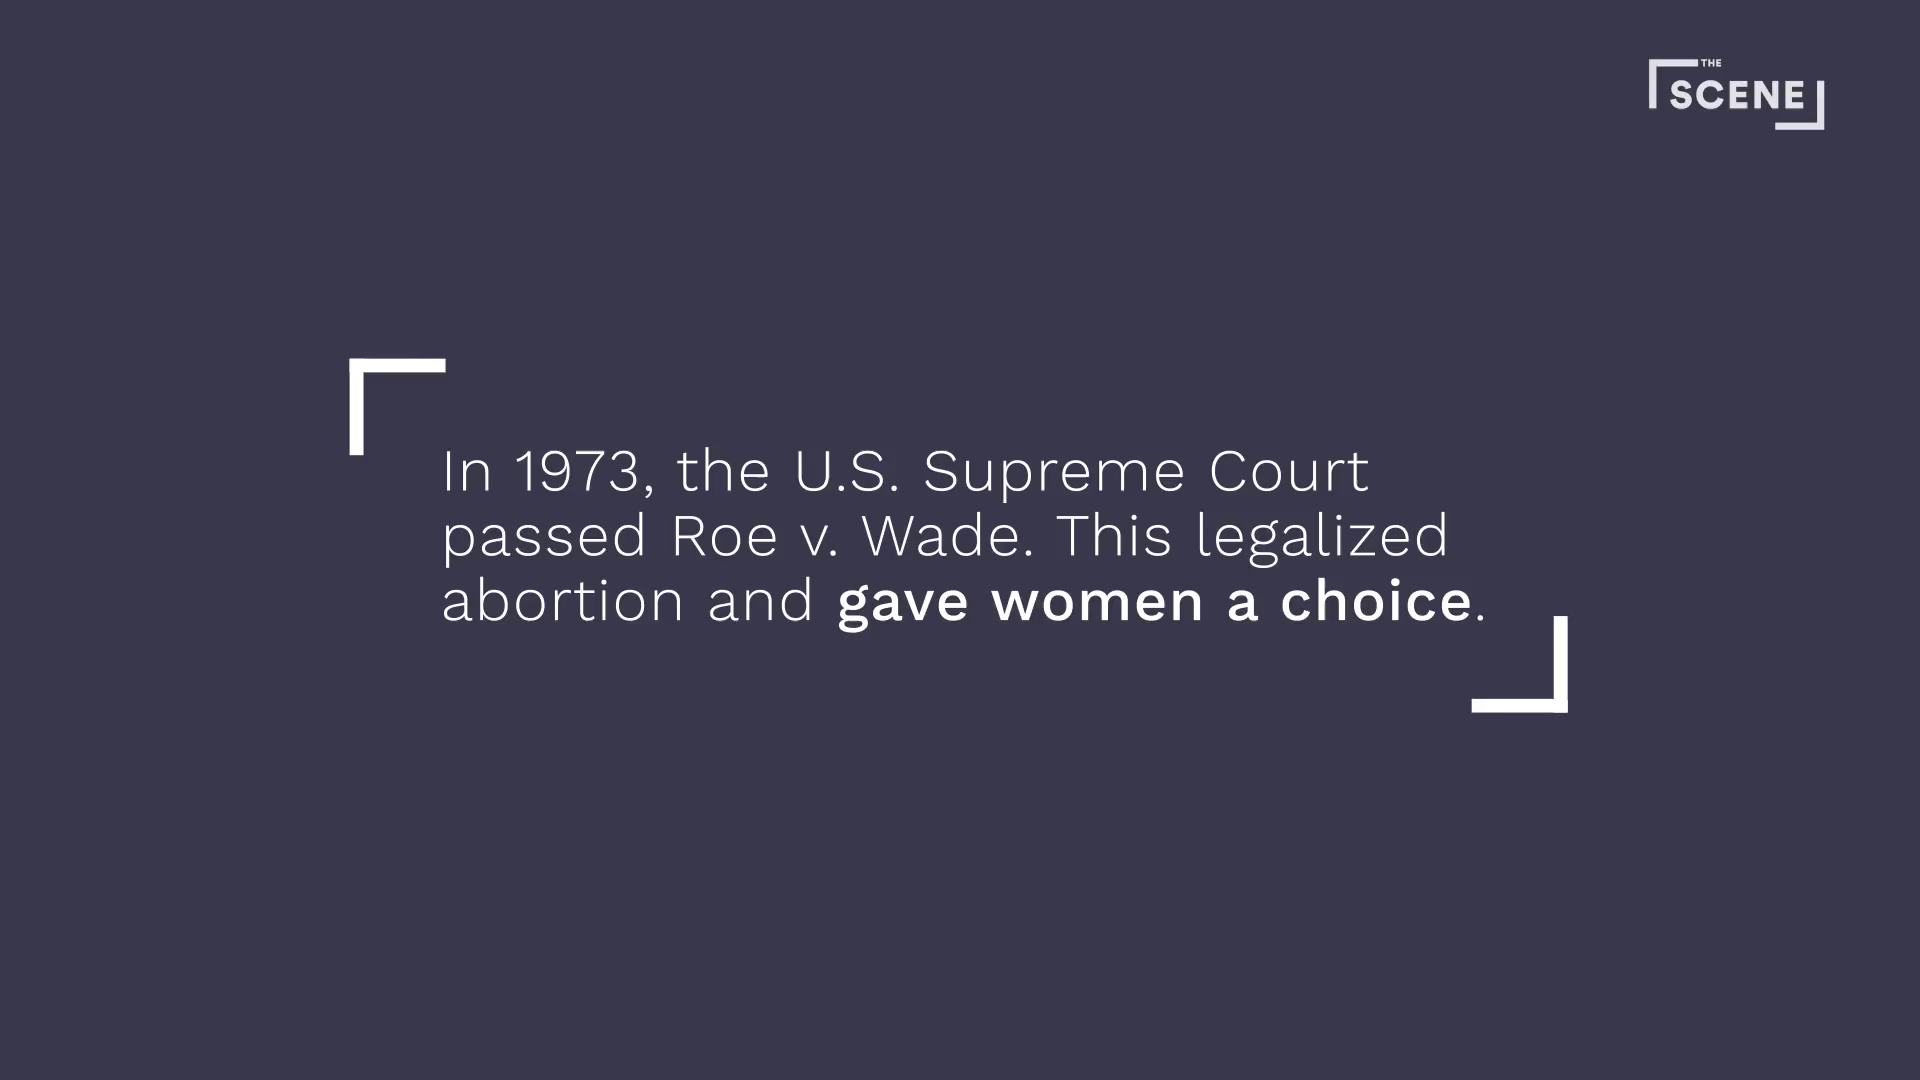 THE
SCENE
In 1973, the U.S. Supreme Court
passed Roe v. Wade. This legalized
abortion and gave women a choice.